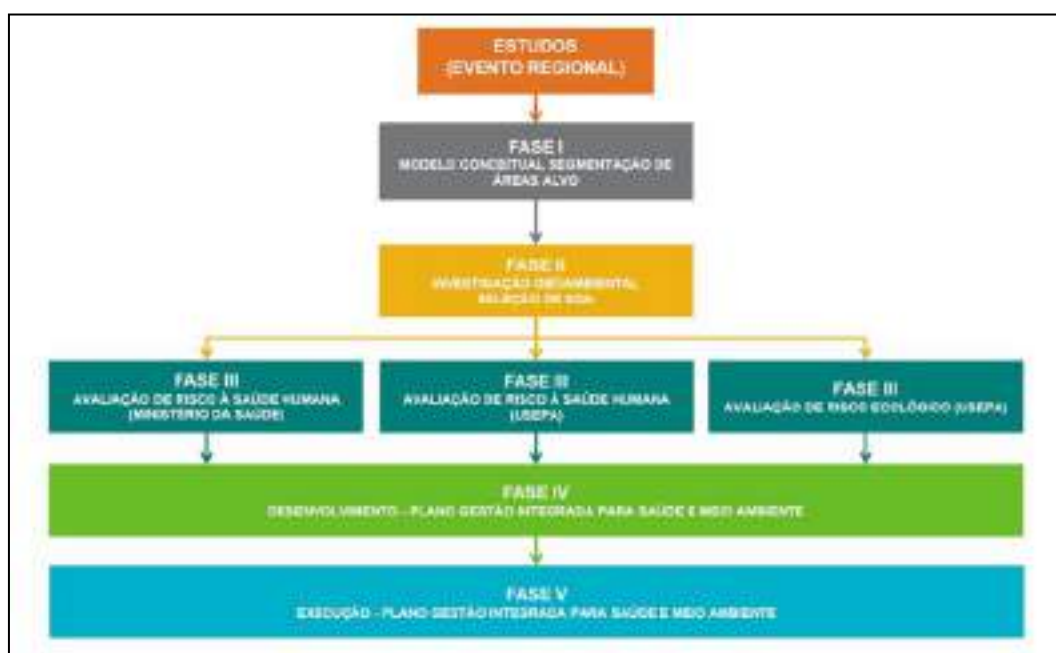 ESTUDOS
(EVENTO REGIONAL)
FASE I
MODELO CONCEITUAL SEGMENTAÇÃO DE
ÁREAS ALVO
FASE II
INVESTIGAÇÃO GEOAMBIENTAL
SELEÇÃO DE
FASE III
AVALIAÇÃO DE RISCO À SAÚDE HUMANA
(MINISTÉRIO DA SAÚDE)
FASE III
AVALIAÇÃO DE RISCO À SAÚDE HUMANA
(USEPA)
FASE III
AVALIAÇÃO DE RISCO ECOLÓGICO (USEPA)
FASE IV
DESENVOLVIMENTO - PLANO GESTÃO INTEGRADA PARA SAÚDE E MEIO AMBIENTE
FASE V
EXECUÇÃO - PLANO GESTÃO INTEGRADA PARA SAÚDE E MEIO AMBIENTE